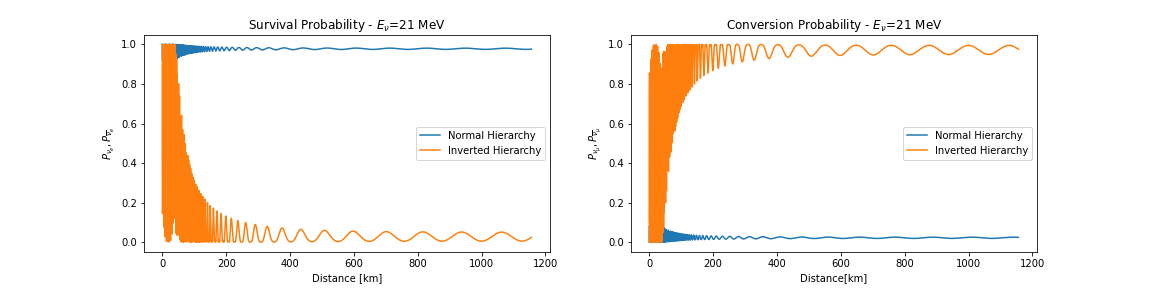 Survival Probability - $E_\nu$=21 MeV
1.0
0.8
0.6
0.4
0.2
0.0
$P_{\nu_e}, P_{\overline{\nu}_e}$
Normal Hierarchy
Inverted Hierarchy
0 200 400 600 800 1000 1200
Distance [km]
Conversion Probability - $E_\nu$=21 MeV
1.0
0.8
0.6
0.4
0.2
0.0
$P_{\nu_\mu}, P_{\overline{\nu}_\mu}$
Normal Hierarchy
Inverted Hierarchy
0 200 400 600 800 1000 1200
Distance[km]